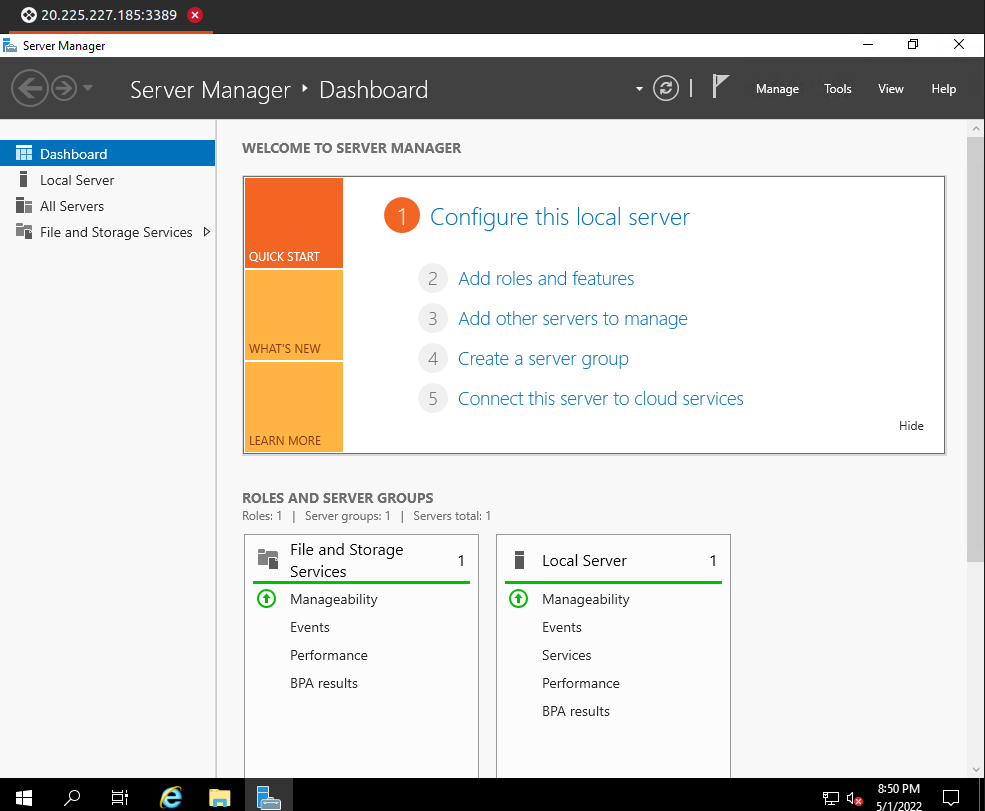 20.225.227.185:3389
Server Manager
Server Manager Dashboard
Manage Tools View Help
Dashboard
Local Server
All Servers
File and Storage Services
WELCOME TO SERVER MANAGER
QUICK START
WHAT'S NEW
LEARN MORE
1 Configure this local server
2 Add roles and features
3 Add other servers to manage
4 Create a server group
5 Connect this server to cloud services
Hide
ROLES AND SERVER GROUPS
Roles: 1 | Server groups: 1 | Servers total: 1
File and Storage
Services 1
Manageability
Events
Performance
BPA results
Local Server 1
Manageability
Events
Services
Performance
BPA results
8:50 PM
5/1/2022